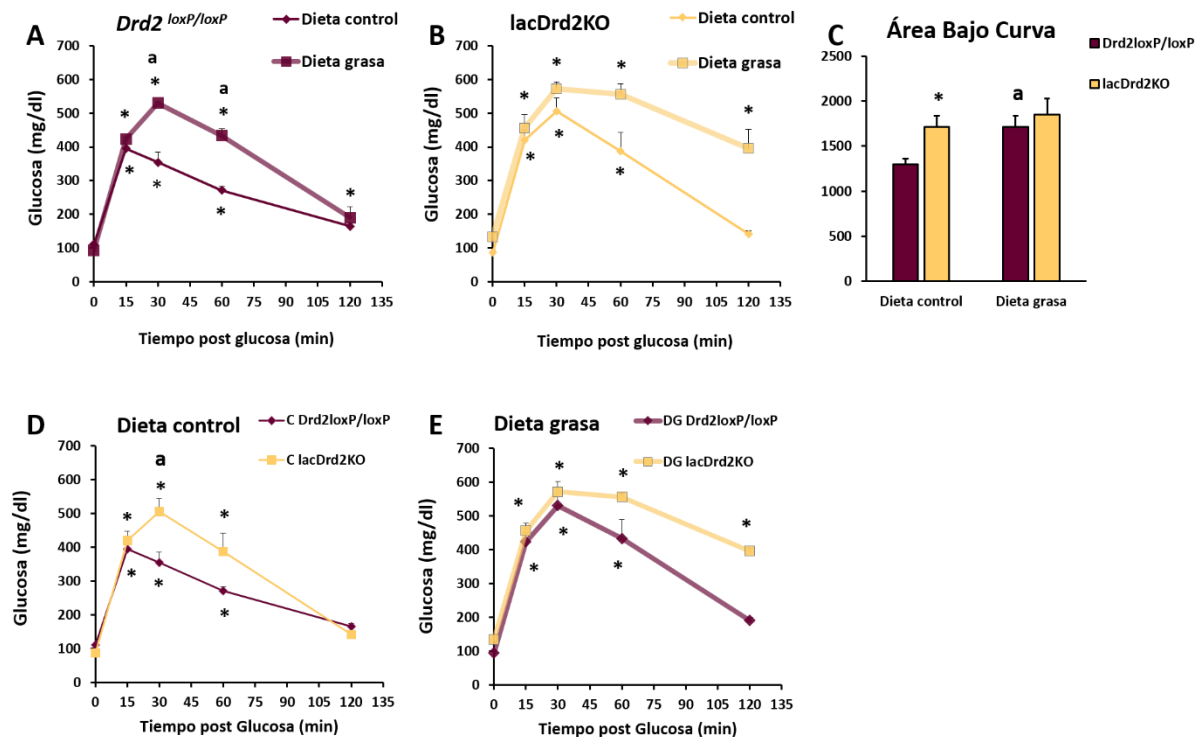 A
Drd2 loxP/loxP
Dieta control
Dieta grasa
700
600
500
400
300
200
100
0
Glucosa (mg/dl)
a
*
a
*
*
*
*
*
*
0 15 30 45 60 75 90 105 120 135
Tiempo post glucosa (min)
B
lacDrd2KO
Dieta control
Dieta grasa
700
600
500
400
300
200
100
0
Glucosa (mg/dl)
*
*
*
*
*
*
*
0 15 30 45 60 75 90 105 120 135
Tiempo post glucosa (min)
C
Área Bajo Curva
Drd2loxP/loxP
lacDrd2KO
2500
2000
1500
1000
500
0
*
a
Dieta control Dieta grasa
D
Dieta control
C Drd2loxP/loxP
C lacDrd2KO
700
600
500
400
300
200
100
0
Glucosa (mg/dl)
a
*
*
*
*
*
*
0 15 30 45 60 75 90 105 120 135
Tiempo post Glucosa (min)
E
Dieta grasa
DG Drd2loxP/loxP
DG lacDrd2KO
700
600
500
400
300
200
100
0
Glucosa (mg/dl)
*
*
*
*
*
*
*
0 15 30 45 60 75 90 105 120 135
Tiempo post Glucosa (min)